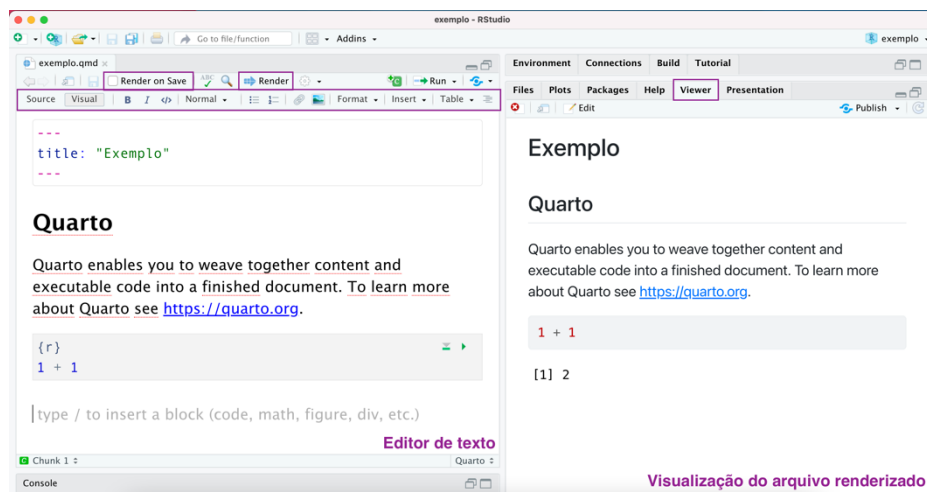 exemplo - RStudio
Go to file/function
Addins
exemplo
exemplo.qmd
Render on Save
ABC
Render
Run
Source Visual B I </> Normal Format Insert Table
---
title: "Exemplo"
---
Quarto
Quarto enables you to weave together content and
executable code into a finished document. To learn more
about Quarto see https://quarto.org.
{r}
1 + 1
type / to insert a block (code, math, figure, div, etc.)
Editor de texto
C Chunk 1
Quarto
Console
Environment Connections Build Tutorial
Files Plots Packages Help Viewer Presentation
Edit
Publish
Exemplo
Quarto
Quarto enables you to weave together content and
executable code into a finished document. To learn more
about Quarto see https://quarto.org.
1 + 1
[1] 2
Visualização do arquivo renderizado